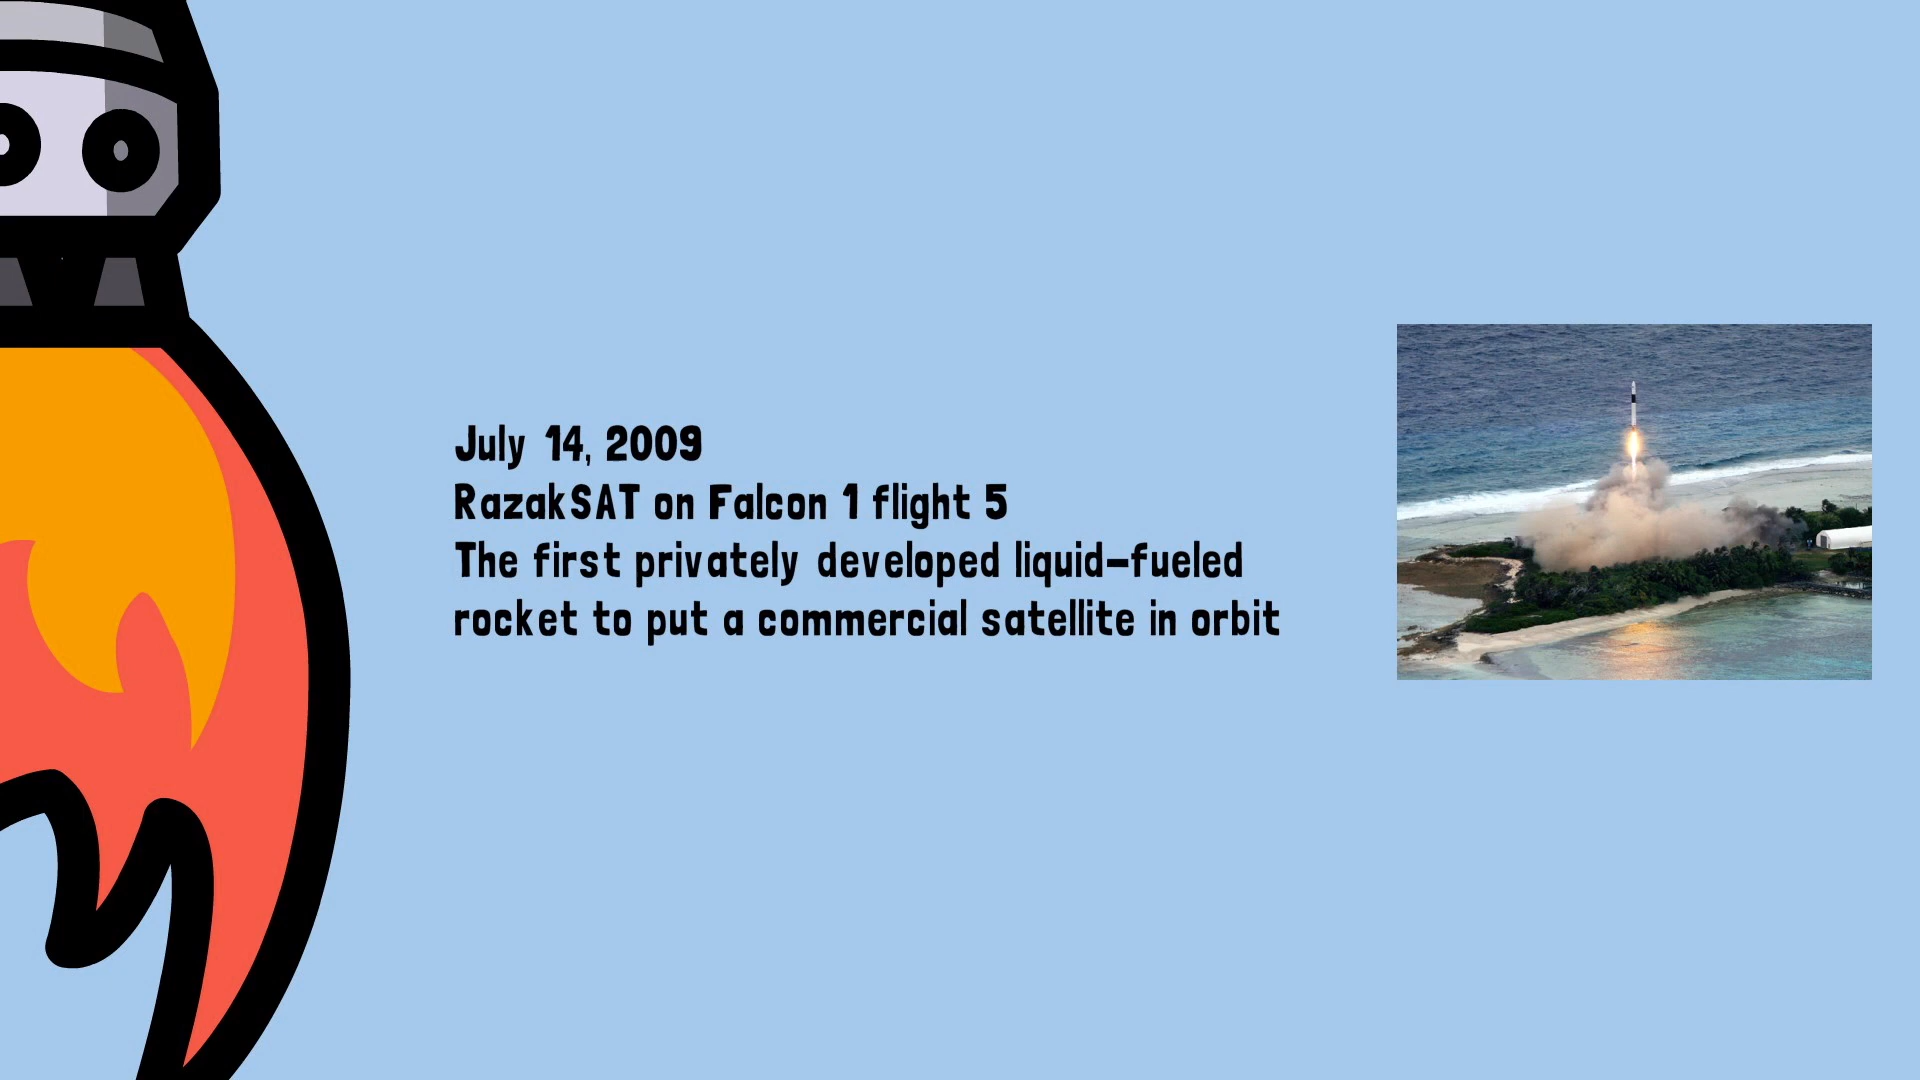 July 14, 2009
RazakSAT on Falcon 1 flight 5
The first privately developed liquid-fueled
rocket to put a commercial satellite in orbit